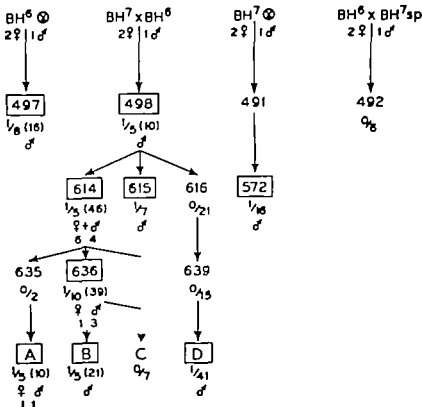 BH⁶ ⊗ BH⁷ x BH⁶ BH⁷ ⊗ BH⁶ x BH⁷sp
2♀ 1♂ 2♀ 1♂ 2♀ 1♂ 2♀ 1♂
497 498 491 492
1/8 (16) 1/5 (10) 0/8
♂ ♂
614 615 616 572
1/5 (46) 1/7 0/21 1/16
♀+♂ ♂ ♂
6 4
635 636 639
0/2 1/10 (39) 0/15
♀ ♂
1 3
A B C D
1/5 (10) 1/5 (21) 0/7 1/41
♀ ♂ ♂ ♂
1 1